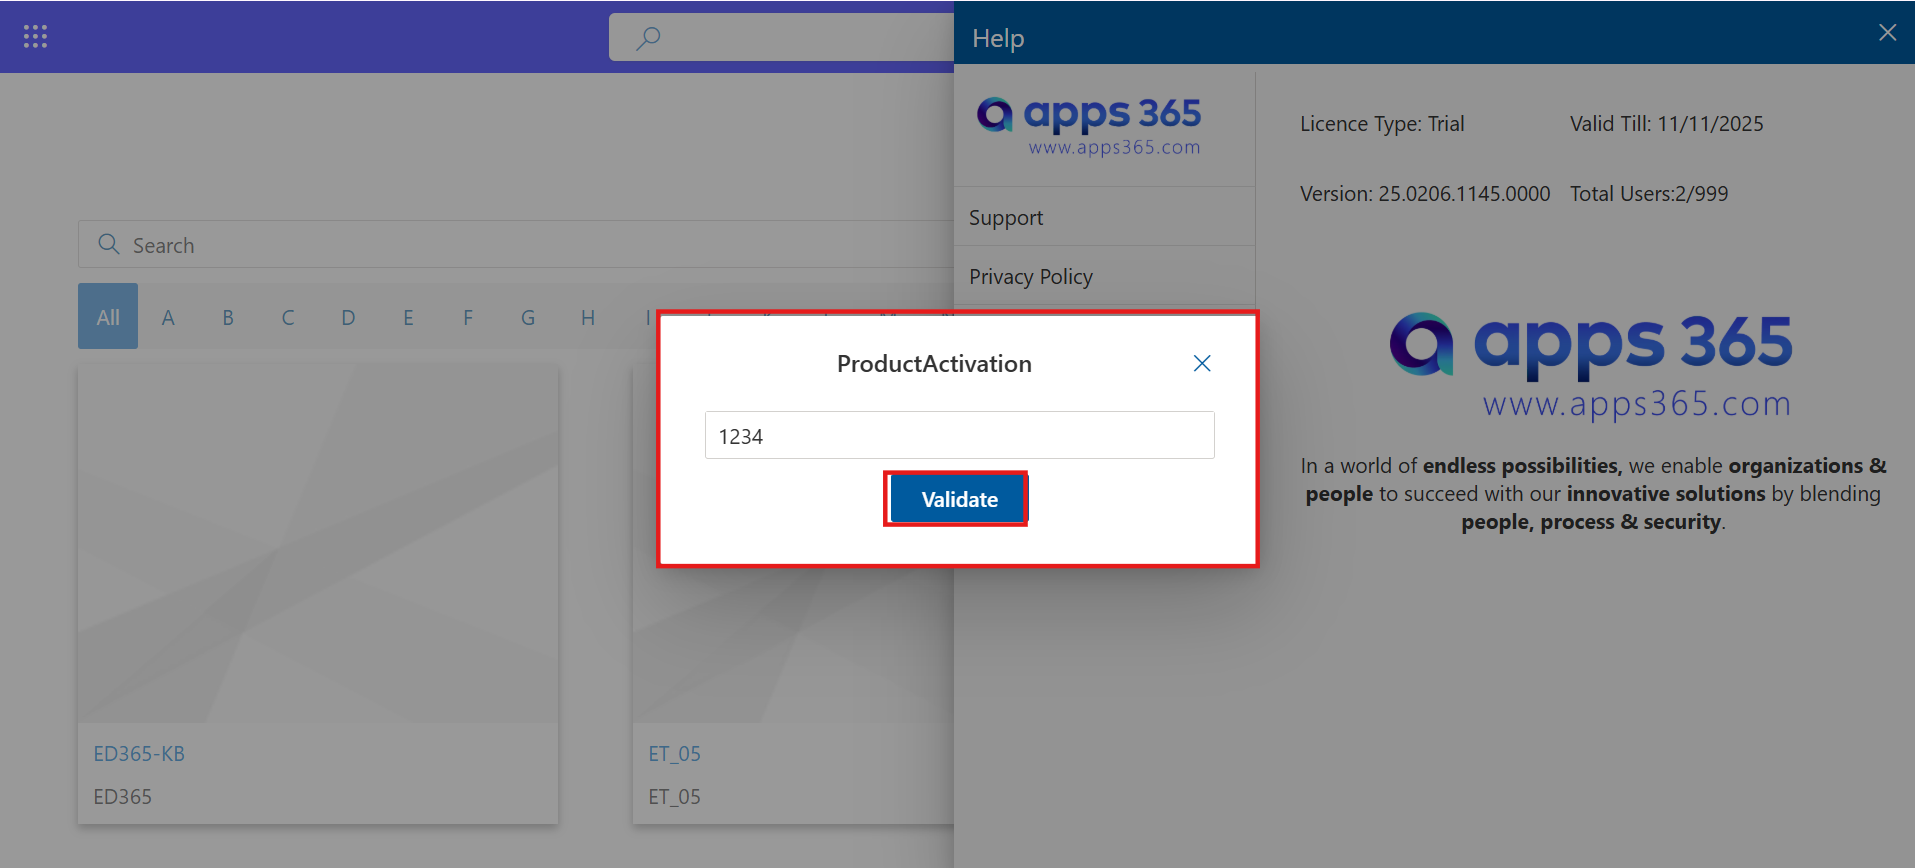 Help
apps 365
www.apps365.com
Licence Type: Trial
Valid Till: 11/11/2025
Version: 25.0206.1145.0000
Total Users:2/999
Support
Privacy Policy
Search
All A B C D E F G H I
ProductActivation
1234
Validate
apps 365
www.apps365.com
In a world of endless possibilities, we enable organizations &
people to succeed with our innovative solutions by blending
people, process & security.
ED365-KB
ED365
ET_05
ET_05